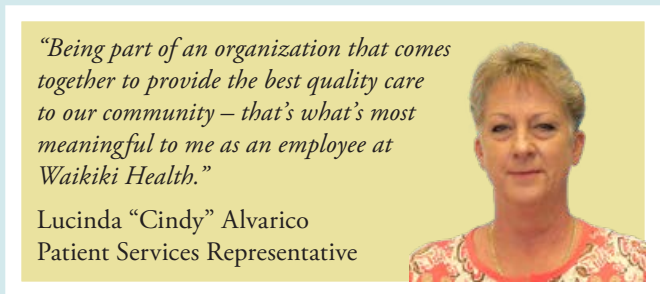 “Being part of an organization that comes
together to provide the best quality care
to our community – that’s what’s most
meaningful to me as an employee at
Waikiki Health.”
Lucinda “Cindy” Alvarico
Patient Services Representative